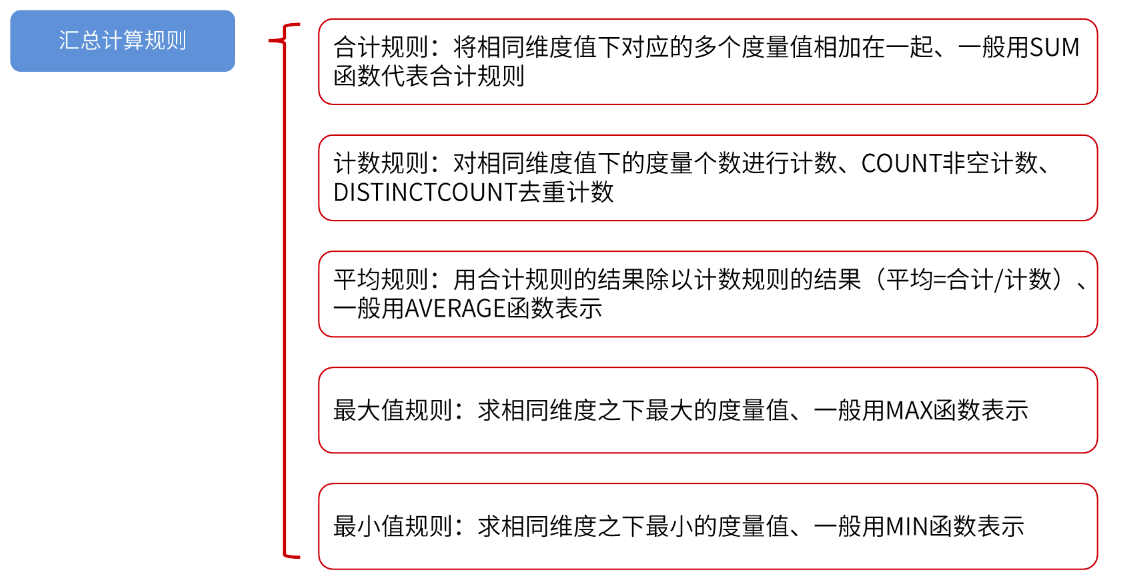 汇总计算规则
合计规则：将相同维度值下对应的多个度量值相加在一起、一般用SUM
函数代表合计规则
计数规则：对相同维度值下的度量个数进行计数、COUNT非空计数、
DISTINCTCOUNT去重计数
平均规则：用合计规则的结果除以计数规则的结果（平均=合计/计数）、
一般用AVERAGE函数表示
最大值规则：求相同维度之下最大的度量值、一般用MAX函数表示
最小值规则：求相同维度之下最小的度量值、一般用MIN函数表示